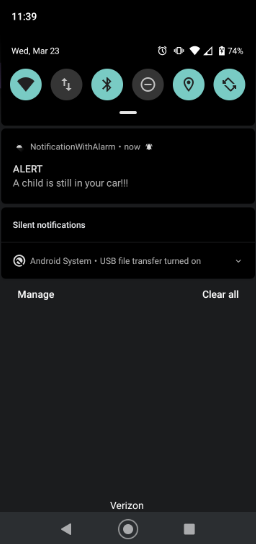 11:39
Wed, Mar 23
74%
NotificationWithAlarm • now
ALERT
A child is still in your car!!!
Silent notifications
Android System • USB file transfer turned on
Manage
Clear all
Verizon